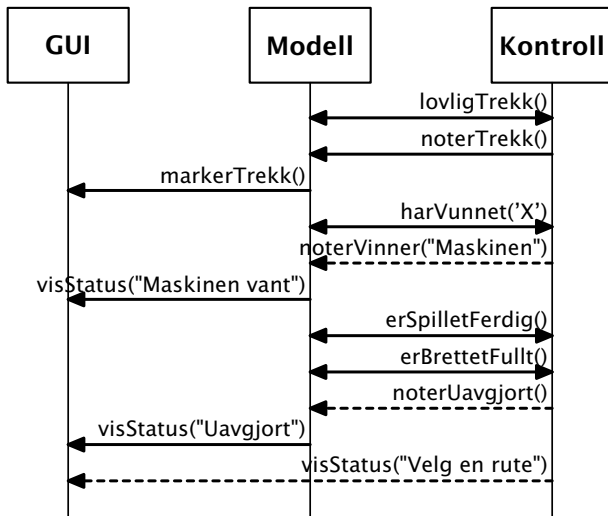 GUI
Modell
Kontroll
lovligTrekk()
noterTrekk()
markerTrekk()
harVunnet('X')
noterVinner("Maskinen")
visStatus("Maskinen vant")
erSpilletFerdig()
erBrettetFullt()
noterUavgjort()
visStatus("Uavgjort")
visStatus("Velg en rute")